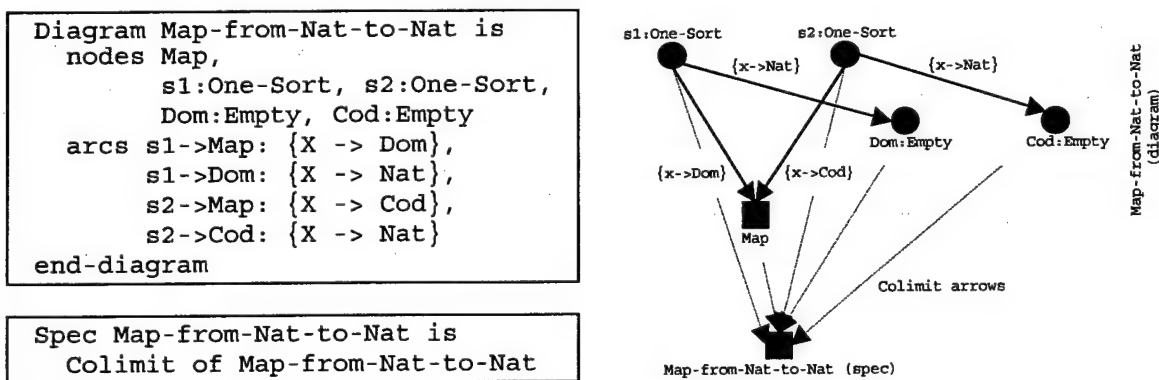 Diagram Map-from-Nat-to-Nat is
nodes Map,
s1:One-Sort, s2:One-Sort,
Dom:Empty, Cod:Empty
arcs s1->Map: {X -> Dom},
s1->Dom: {X -> Nat},
s2->Map: {X -> Cod},
s2->Cod: {X -> Nat}
end-diagram
Spec Map-from-Nat-to-Nat is
Colimit of Map-from-Nat-to-Nat
s1:One-Sort
s2:One-Sort
{x->Nat}
{x->Nat}
Dom:Empty
Cod:Empty
{x->Dom}
{x->Cod}
Map
Colimit arrows
Map-from-Nat-to-Nat (spec)
Map-from-Nat-to-Nat
(diagram)